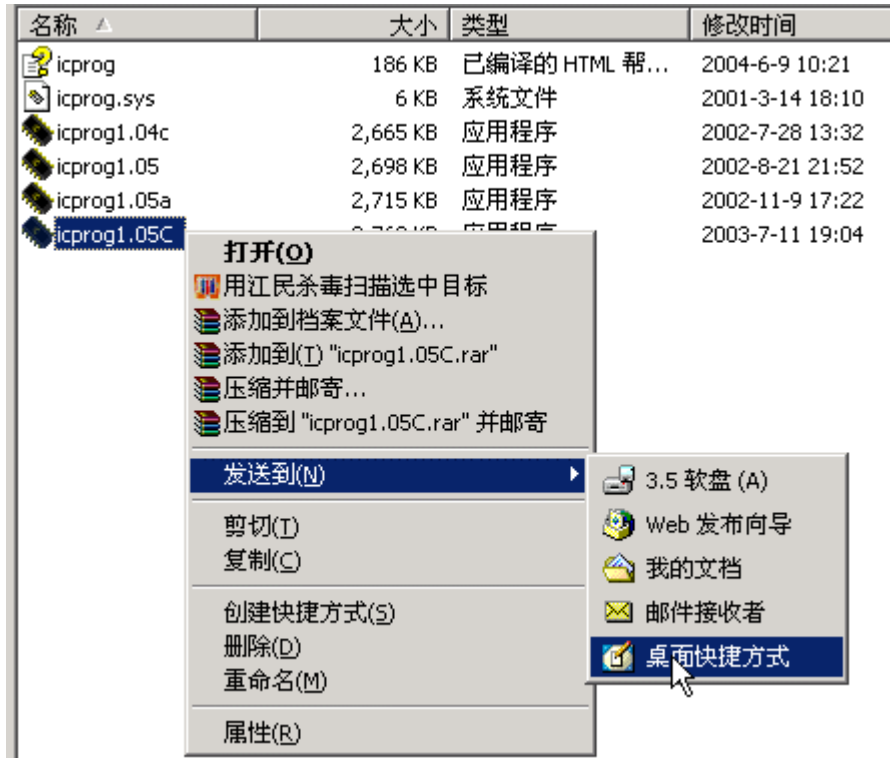 名称 大小 类型 修改时间
icprog 186 KB 已编译的 HTML 帮... 2004-6-9 10:21
icprog.sys 6 KB 系统文件 2001-3-14 18:10
icprog1.04c 2,665 KB 应用程序 2002-7-28 13:32
icprog1.05 2,698 KB 应用程序 2002-8-21 21:52
icprog1.05a 2,715 KB 应用程序 2002-11-9 17:22
icprog1.05C 2003-7-11 19:04
打开(O)
用江民杀毒扫描选中目标
添加到档案文件(A)...
添加到(T) "icprog1.05C.rar"
压缩并邮寄...
压缩到 "icprog1.05C.rar" 并邮寄
发送到(N)
3.5 软盘 (A)
Web 发布向导
我的文档
邮件接收者
桌面快捷方式
剪切(T)
复制(C)
创建快捷方式(S)
删除(D)
重命名(M)
属性(R)